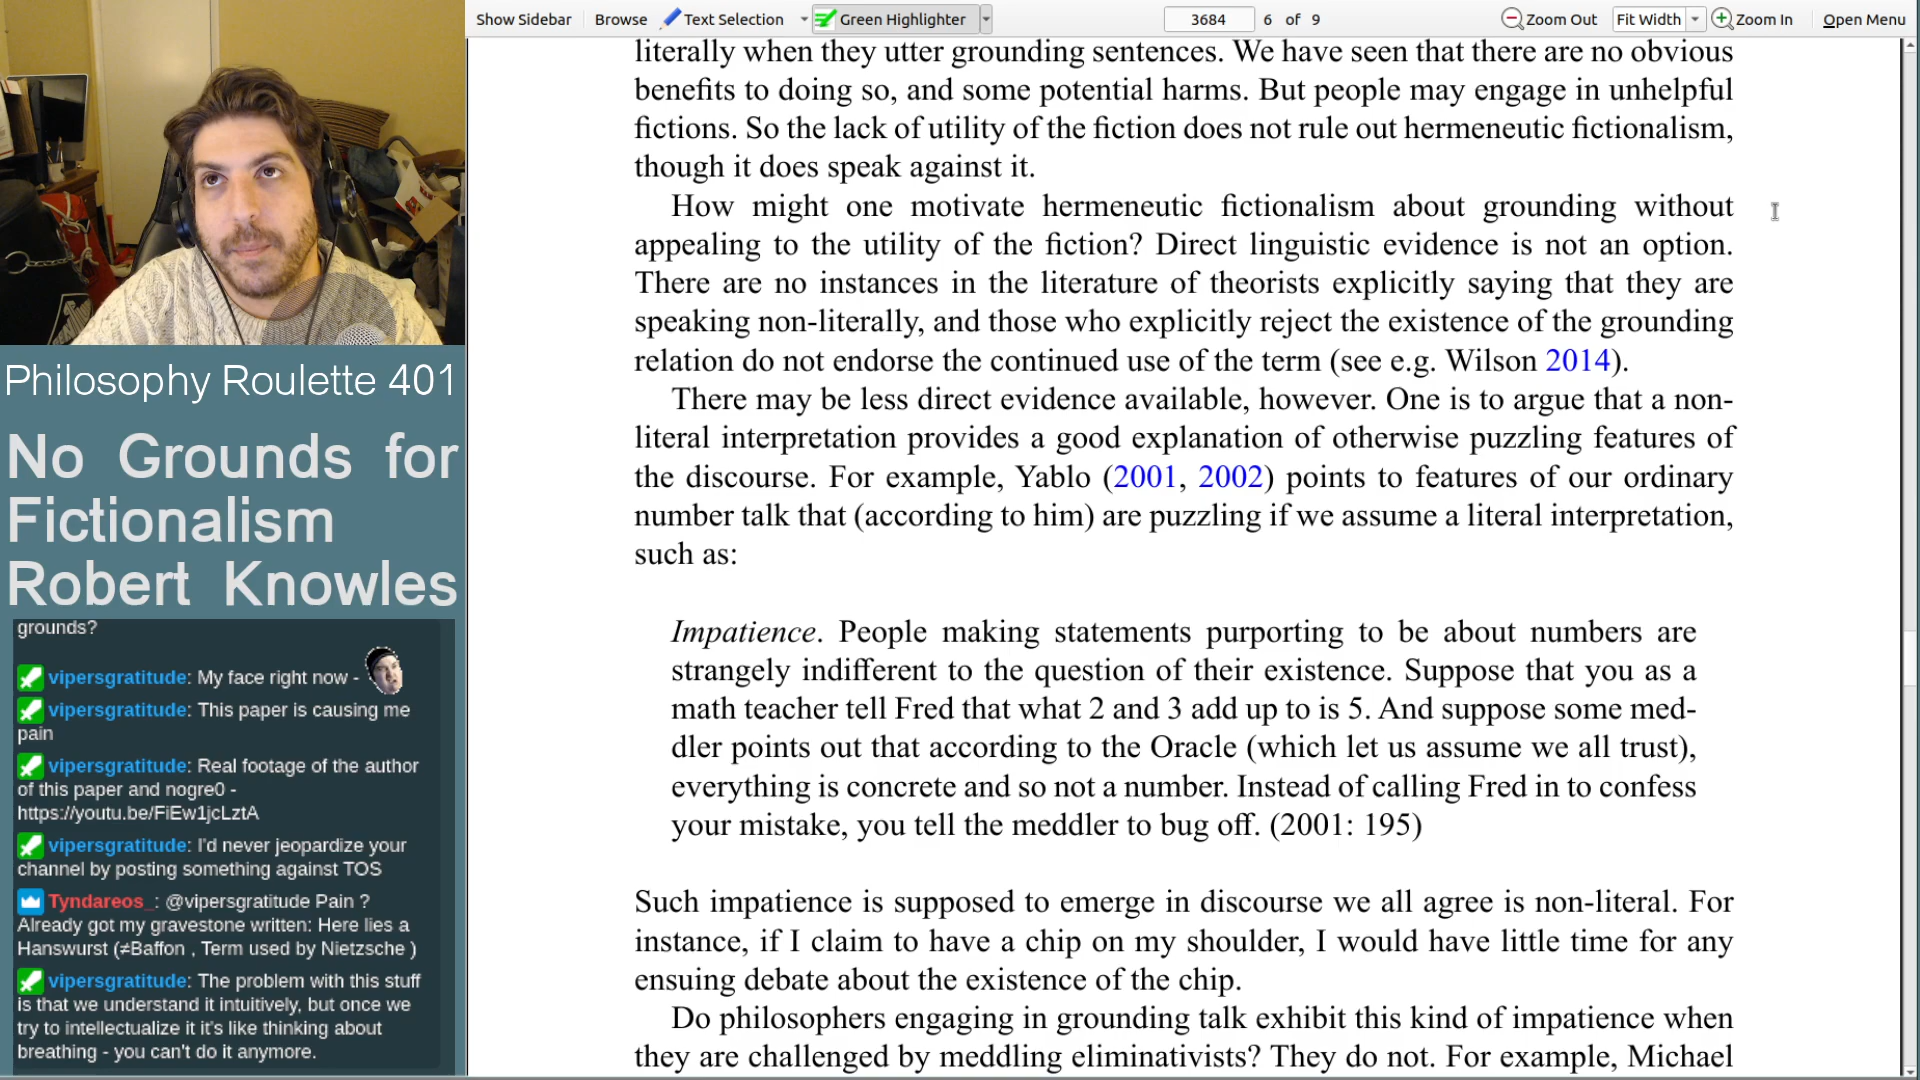 Show Sidebar Browse Text Selection Green Highlighter 3684 6 of 9 Zoom Out Fit Width Zoom In Open Menu
literally when they utter grounding sentences. We have seen that there are no obvious
benefits to doing so, and some potential harms. But people may engage in unhelpful
fictions. So the lack of utility of the fiction does not rule out hermeneutic fictionalism,
though it does speak against it.
How might one motivate hermeneutic fictionalism about grounding without
appealing to the utility of the fiction? Direct linguistic evidence is not an option.
There are no instances in the literature of theorists explicitly saying that they are
speaking non-literally, and those who explicitly reject the existence of the grounding
relation do not endorse the continued use of the term (see e.g. Wilson 2014).
There may be less direct evidence available, however. One is to argue that a non-
literal interpretation provides a good explanation of otherwise puzzling features of
the discourse. For example, Yablo (2001, 2002) points to features of our ordinary
number talk that (according to him) are puzzling if we assume a literal interpretation,
such as:
Impatience. People making statements purporting to be about numbers are
strangely indifferent to the question of their existence. Suppose that you as a
math teacher tell Fred that what 2 and 3 add up to is 5. And suppose some med-
dler points out that according to the Oracle (which let us assume we all trust),
everything is concrete and so not a number. Instead of calling Fred in to confess
your mistake, you tell the meddler to bug off. (2001: 195)
Such impatience is supposed to emerge in discourse we all agree is non-literal. For
instance, if I claim to have a chip on my shoulder, I would have little time for any
ensuing debate about the existence of the chip.
Do philosophers engaging in grounding talk exhibit this kind of impatience when
they are challenged by meddling eliminativists? They do not. For example, Michael
Philosophy Roulette 401
No Grounds for
Fictionalism
Robert Knowles
grounds?
vipersgratitude: My face right now -
vipersgratitude: This paper is causing me
pain
vipersgratitude: Real footage of the author
of this paper and nogre0 -
https://youtu.be/FiEw1jcLztA
vipersgratitude: I'd never jeopardize your
channel by posting something against TOS
Tyndareos_: @vipersgratitude Pain ?
Already got my gravestone written: Here lies a
Hanswurst (≠Baffon , Term used by Nietzsche )
vipersgratitude: The problem with this stuff
is that we understand it intuitively, but once we
try to intellectualize it it's like thinking about
breathing - you can't do it anymore.